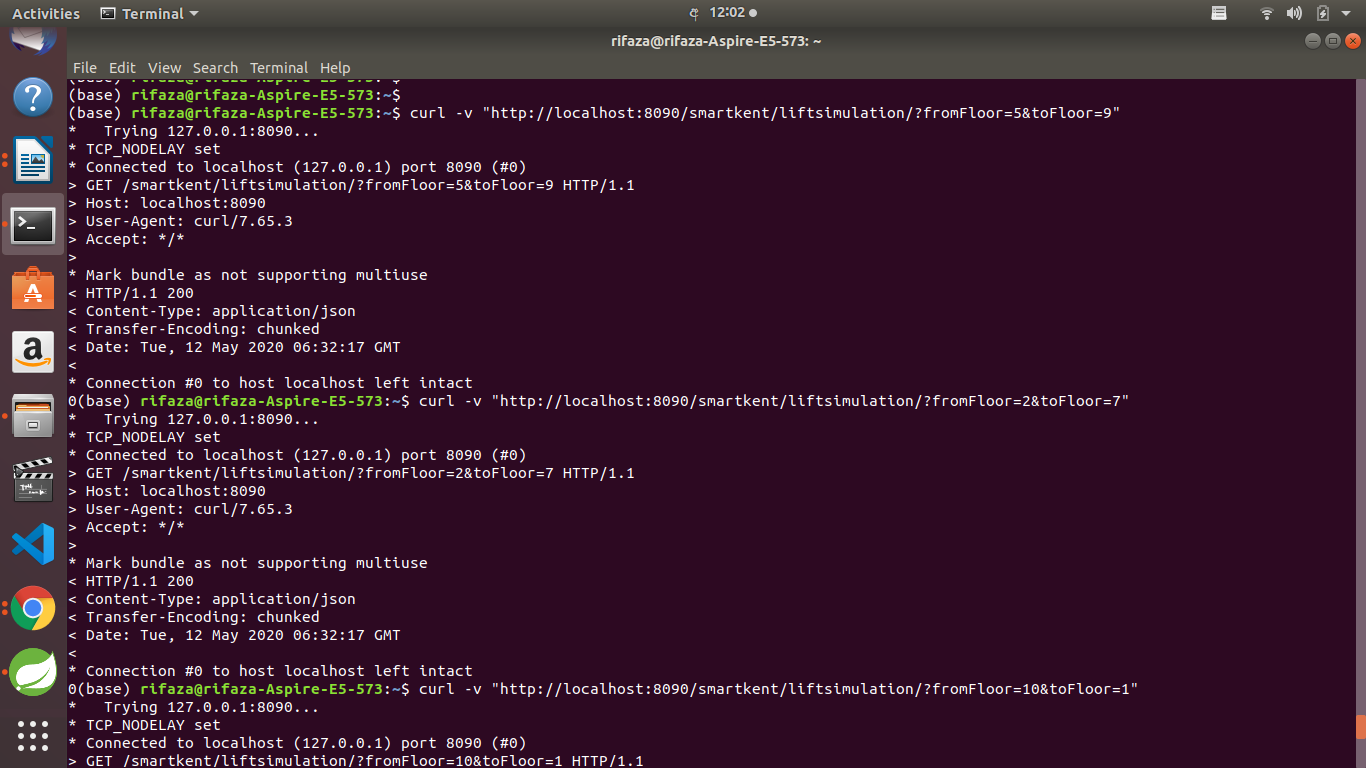 Activities Terminal 12:02
rifaza@rifaza-Aspire-E5-573: ~
File Edit View Search Terminal Help
(base) rifaza@rifaza-Aspire-E5-573:~$
(base) rifaza@rifaza-Aspire-E5-573:~$
(base) rifaza@rifaza-Aspire-E5-573:~$ curl -v "http://localhost:8090/smartkent/liftsimulation/?fromFloor=5&toFloor=9"
*   Trying 127.0.0.1:8090...
* TCP_NODELAY set
* Connected to localhost (127.0.0.1) port 8090 (#0)
> GET /smartkent/liftsimulation/?fromFloor=5&toFloor=9 HTTP/1.1
> Host: localhost:8090
> User-Agent: curl/7.65.3
> Accept: */*
>
* Mark bundle as not supporting multiuse
< HTTP/1.1 200
< Content-Type: application/json
< Transfer-Encoding: chunked
< Date: Tue, 12 May 2020 06:32:17 GMT
<
* Connection #0 to host localhost left intact
0(base) rifaza@rifaza-Aspire-E5-573:~$ curl -v "http://localhost:8090/smartkent/liftsimulation/?fromFloor=2&toFloor=7"
*   Trying 127.0.0.1:8090...
* TCP_NODELAY set
* Connected to localhost (127.0.0.1) port 8090 (#0)
> GET /smartkent/liftsimulation/?fromFloor=2&toFloor=7 HTTP/1.1
> Host: localhost:8090
> User-Agent: curl/7.65.3
> Accept: */*
>
* Mark bundle as not supporting multiuse
< HTTP/1.1 200
< Content-Type: application/json
< Transfer-Encoding: chunked
< Date: Tue, 12 May 2020 06:32:17 GMT
<
* Connection #0 to host localhost left intact
0(base) rifaza@rifaza-Aspire-E5-573:~$ curl -v "http://localhost:8090/smartkent/liftsimulation/?fromFloor=10&toFloor=1"
*   Trying 127.0.0.1:8090...
* TCP_NODELAY set
* Connected to localhost (127.0.0.1) port 8090 (#0)
> GET /smartkent/liftsimulation/?fromFloor=10&toFloor=1 HTTP/1.1